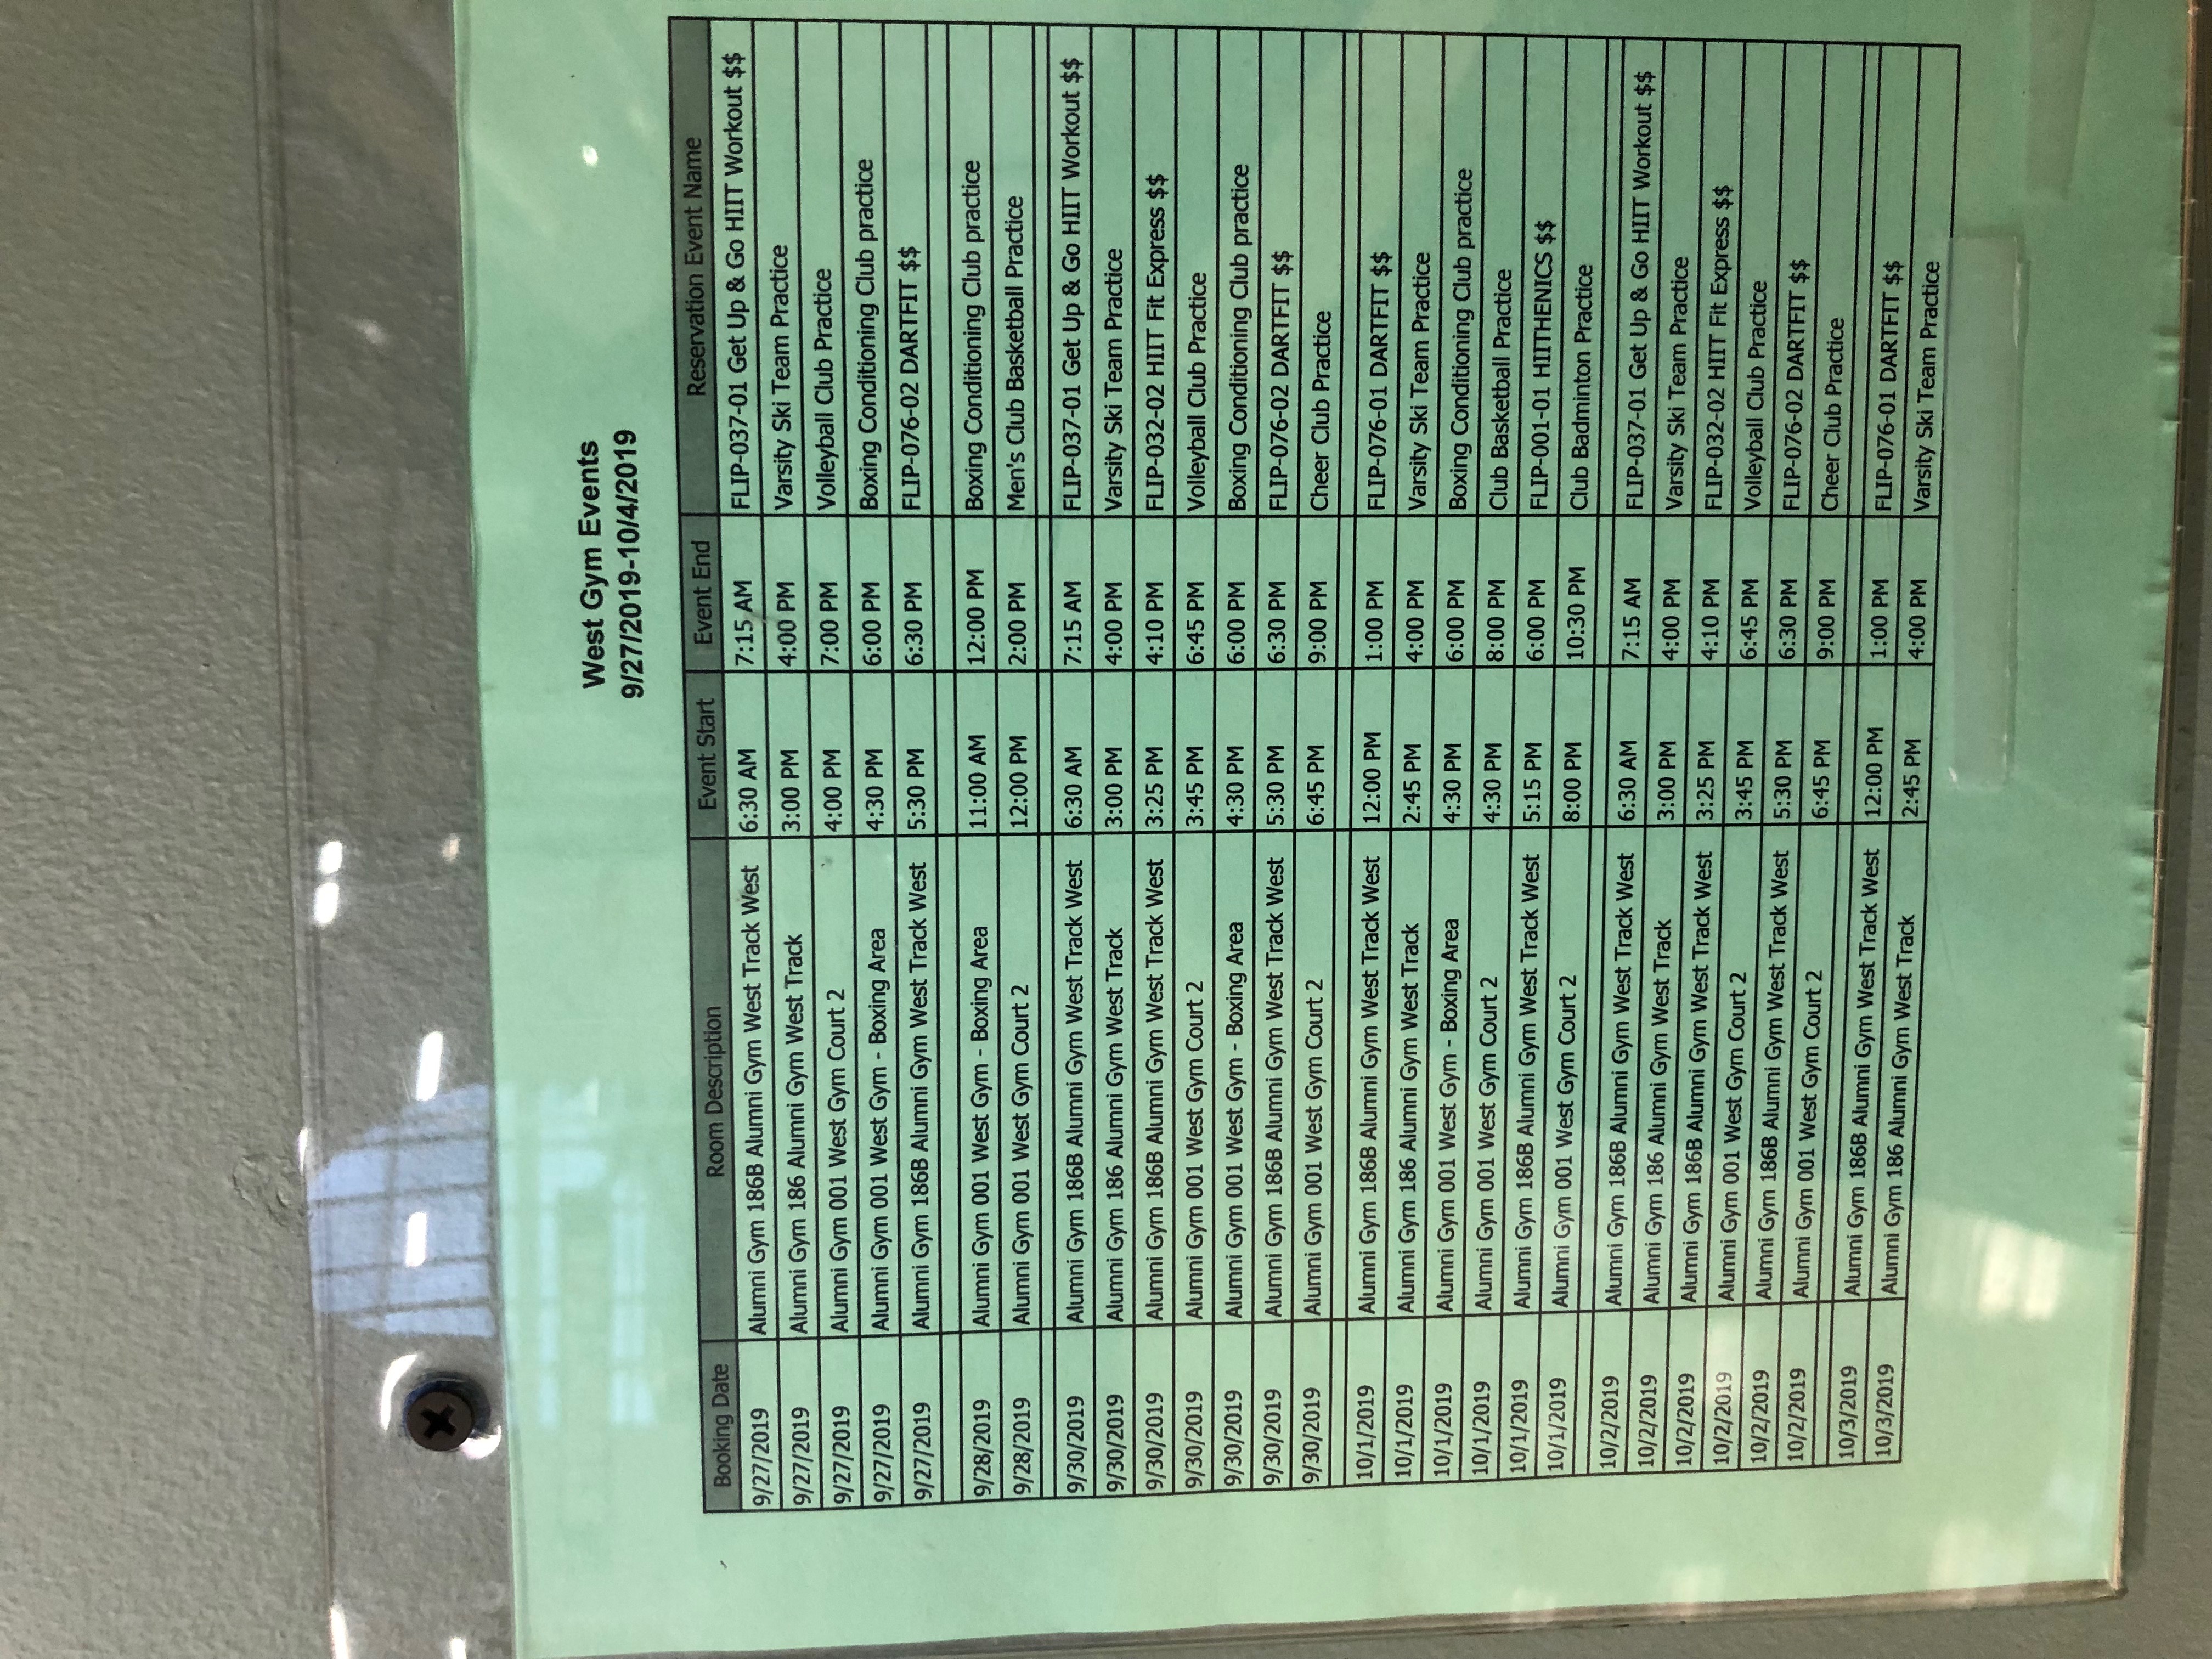 West Gym Events
9/27/2019-10/4/2019
Booking Date Room Description Event Start Event End Reservation Event Name
9/27/2019 Alumni Gym 186B Alumni Gym West Track West 6:30 AM 7:15 AM FLIP-037-01 Get Up & Go HIIT Workout $$
9/27/2019 Alumni Gym 186 Alumni Gym West Track 3:00 PM 4:00 PM Varsity Ski Team Practice
9/27/2019 Alumni Gym 001 West Gym Court 2 4:00 PM 7:00 PM Volleyball Club Practice
9/27/2019 Alumni Gym 001 West Gym - Boxing Area 4:30 PM 6:00 PM Boxing Conditioning Club practice
9/27/2019 Alumni Gym 186B Alumni Gym West Track West 5:30 PM 6:30 PM FLIP-076-02 DARTFIT $$
9/28/2019 Alumni Gym 001 West Gym - Boxing Area 11:00 AM 12:00 PM Boxing Conditioning Club practice
9/28/2019 Alumni Gym 001 West Gym Court 2 12:00 PM 2:00 PM Men's Club Basketball Practice
9/30/2019 Alumni Gym 186B Alumni Gym West Track West 6:30 AM 7:15 AM FLIP-037-01 Get Up & Go HIIT Workout $$
9/30/2019 Alumni Gym 186 Alumni Gym West Track 3:00 PM 4:00 PM Varsity Ski Team Practice
9/30/2019 Alumni Gym 186B Alumni Gym West Track West 3:25 PM 4:10 PM FLIP-032-02 HIIT Fit Express $$
9/30/2019 Alumni Gym 001 West Gym Court 2 3:45 PM 6:45 PM Volleyball Club Practice
9/30/2019 Alumni Gym 001 West Gym - Boxing Area 4:30 PM 6:00 PM Boxing Conditioning Club practice
9/30/2019 Alumni Gym 186B Alumni Gym West Track West 5:30 PM 6:30 PM FLIP-076-02 DARTFIT $$
9/30/2019 Alumni Gym 001 West Gym Court 2 6:45 PM 9:00 PM Cheer Club Practice
10/1/2019 Alumni Gym 186B Alumni Gym West Track West 12:00 PM 1:00 PM FLIP-076-01 DARTFIT $$
10/1/2019 Alumni Gym 186 Alumni Gym West Track 2:45 PM 4:00 PM Varsity Ski Team Practice
10/1/2019 Alumni Gym 001 West Gym - Boxing Area 4:30 PM 6:00 PM Boxing Conditioning Club practice
10/1/2019 Alumni Gym 001 West Gym Court 2 4:30 PM 8:00 PM Club Basketball Practice
10/1/2019 Alumni Gym 186B Alumni Gym West Track West 5:15 PM 6:00 PM FLIP-001-01 HIITHENICS $$
10/1/2019 Alumni Gym 001 West Gym Court 2 8:00 PM 10:30 PM Club Badminton Practice
10/2/2019 Alumni Gym 186B Alumni Gym West Track West 6:30 AM 7:15 AM FLIP-037-01 Get Up & Go HIIT Workout $$
10/2/2019 Alumni Gym 186 Alumni Gym West Track 3:00 PM 4:00 PM Varsity Ski Team Practice
10/2/2019 Alumni Gym 186B Alumni Gym West Track West 3:25 PM 4:10 PM FLIP-032-02 HIIT Fit Express $$
10/2/2019 Alumni Gym 001 West Gym Court 2 3:45 PM 6:45 PM Volleyball Club Practice
10/2/2019 Alumni Gym 186B Alumni Gym West Track West 5:30 PM 6:30 PM FLIP-076-02 DARTFIT $$
10/2/2019 Alumni Gym 001 West Gym Court 2 6:45 PM 9:00 PM Cheer Club Practice
10/3/2019 Alumni Gym 186B Alumni Gym West Track West 12:00 PM 1:00 PM FLIP-076-01 DARTFIT $$
10/3/2019 Alumni Gym 186 Alumni Gym West Track 2:45 PM 4:00 PM Varsity Ski Team Practice